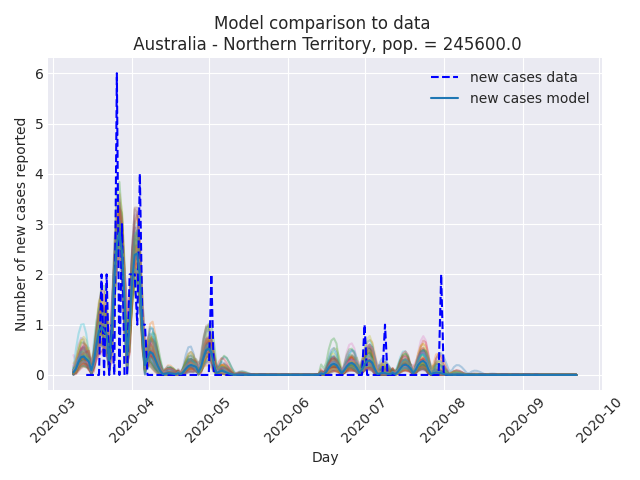 Model comparison to data
Australia - Northern Territory, pop. = 245600.0
new cases data
new cases model
Number of new cases reported
6
5
4
3
2
1
0
2020-03
2020-04
2020-05
2020-06
2020-07
2020-08
2020-09
2020-10
Day